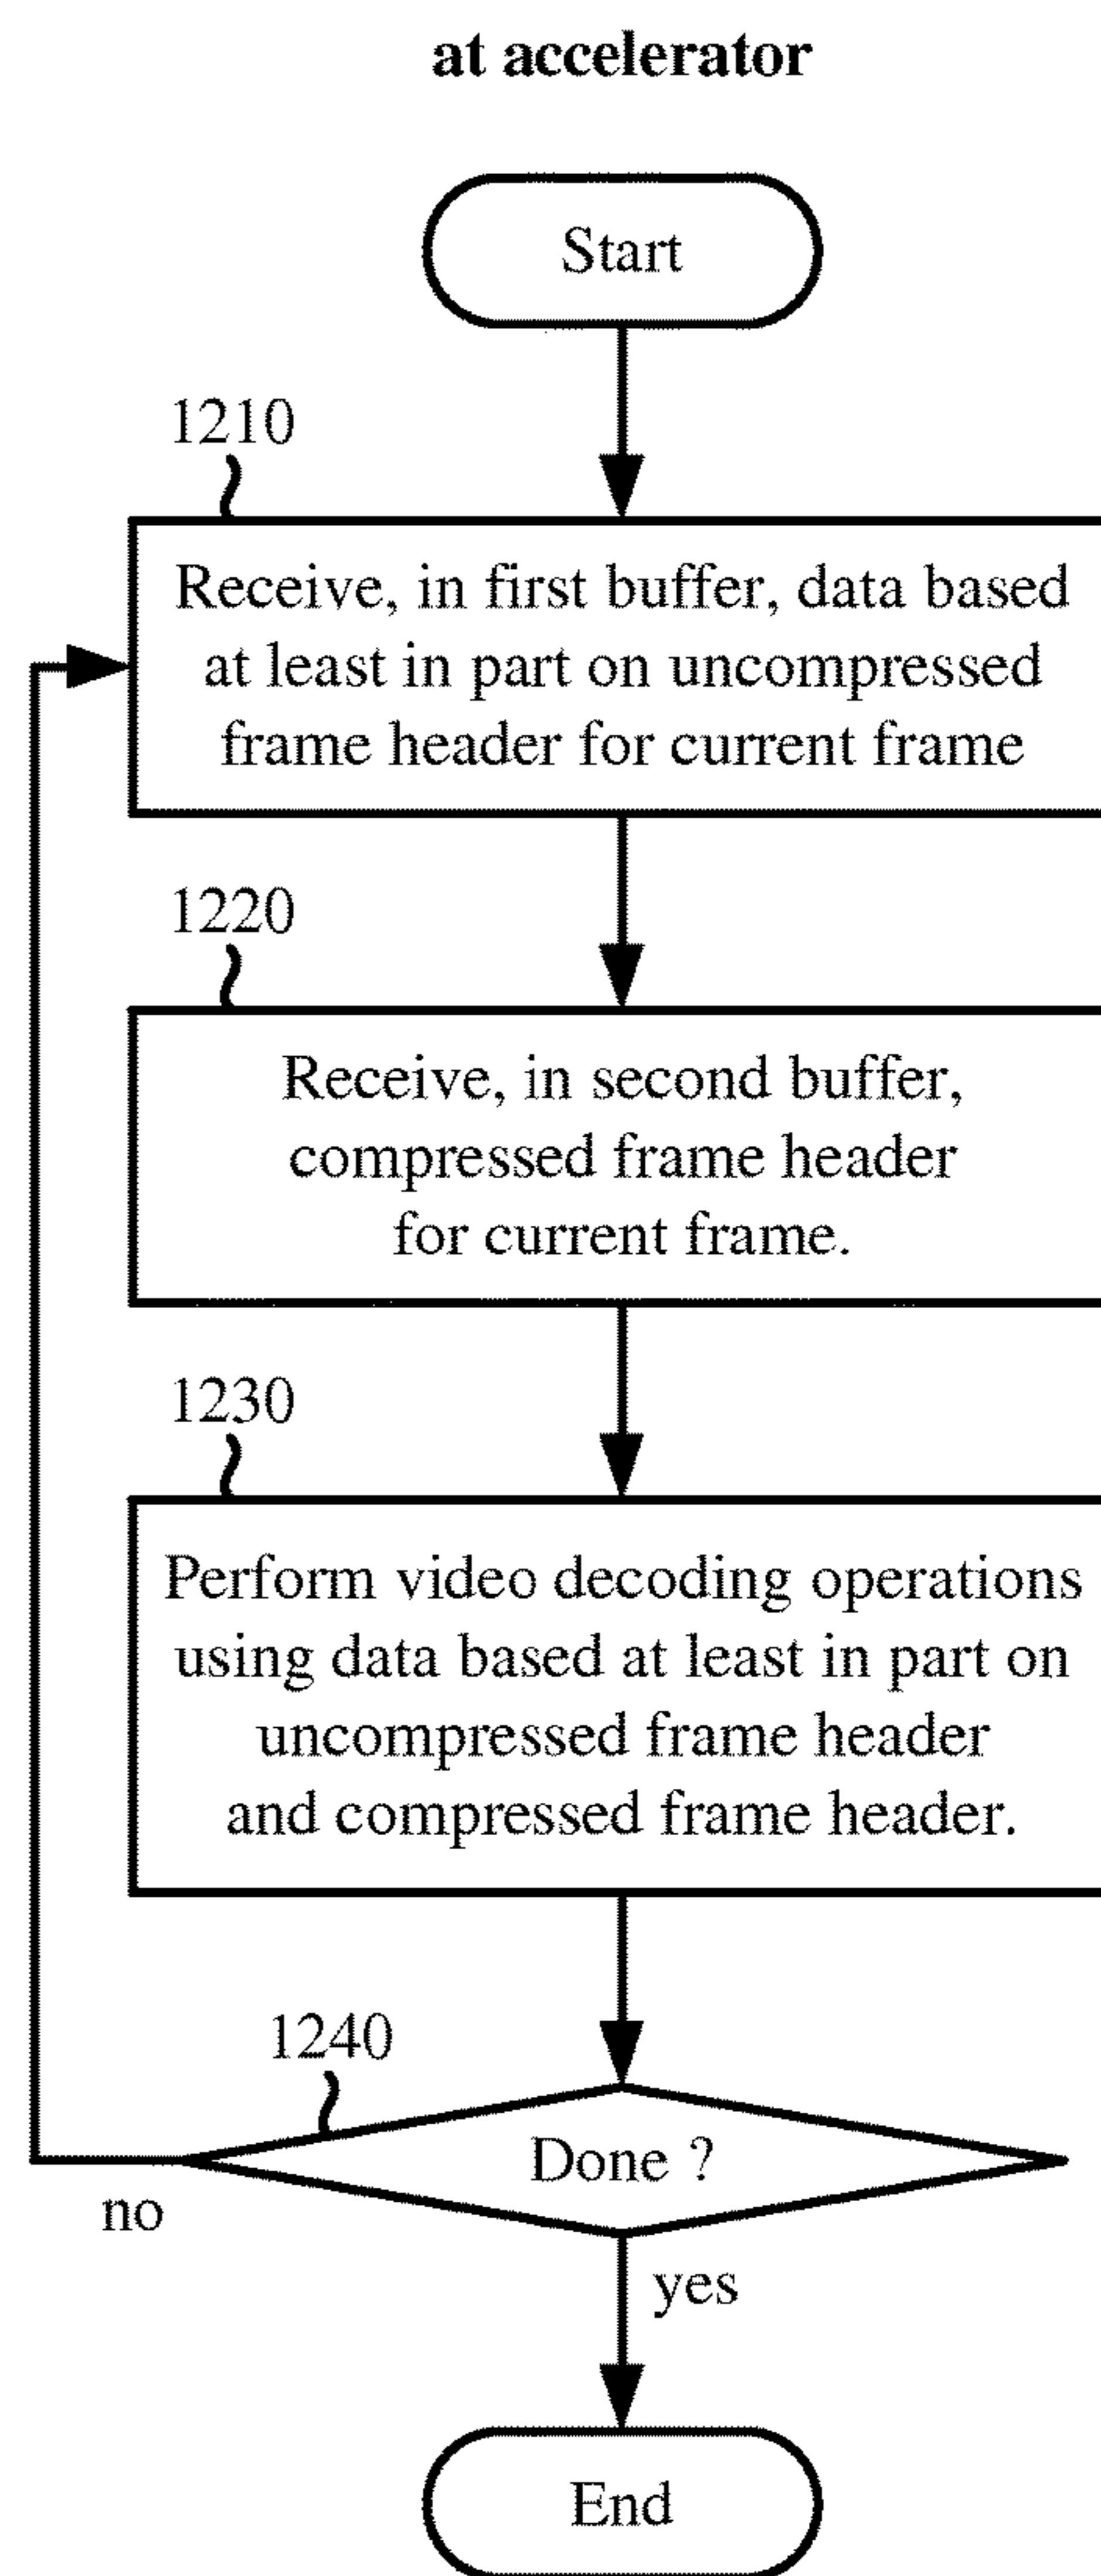 at accelerator
Start
1210
Receive, in first buffer, data based
at least in part on uncompressed
frame header for current frame
1220
Receive, in second buffer,
compressed frame header
for current frame.
1230
Perform video decoding operations
using data based at least in part on
uncompressed frame header
and compressed frame header.
1240
Done ?
no
yes
End